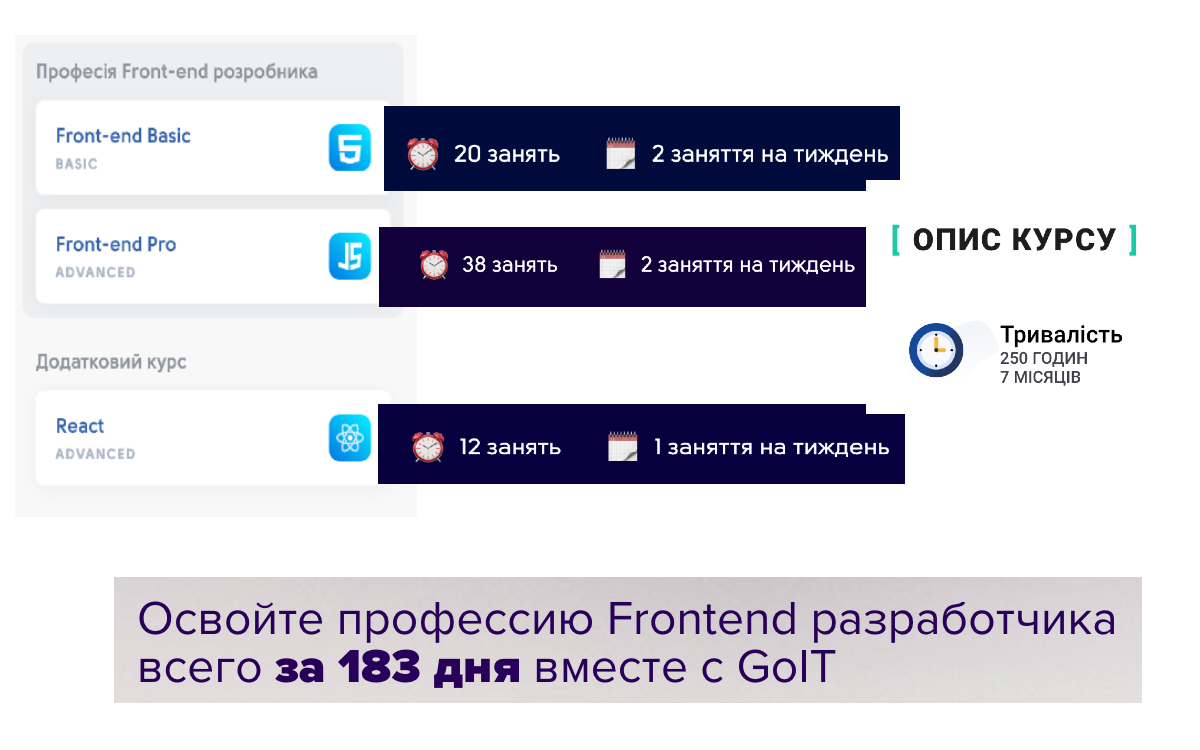 Професія Front-end розробника
Front-end Basic
BASIC
20 занять
2 заняття на тиждень
Front-end Pro
ADVANCED
38 занять
2 заняття на тиждень
[ ОПИС КУРСУ ]
Тривалість
250 ГОДИН
7 МІСЯЦІВ
Додатковий курс
React
ADVANCED
12 занять
1 заняття на тиждень
Освойте профессию Frontend разработчика
всего за 183 дня вместе с GoIT